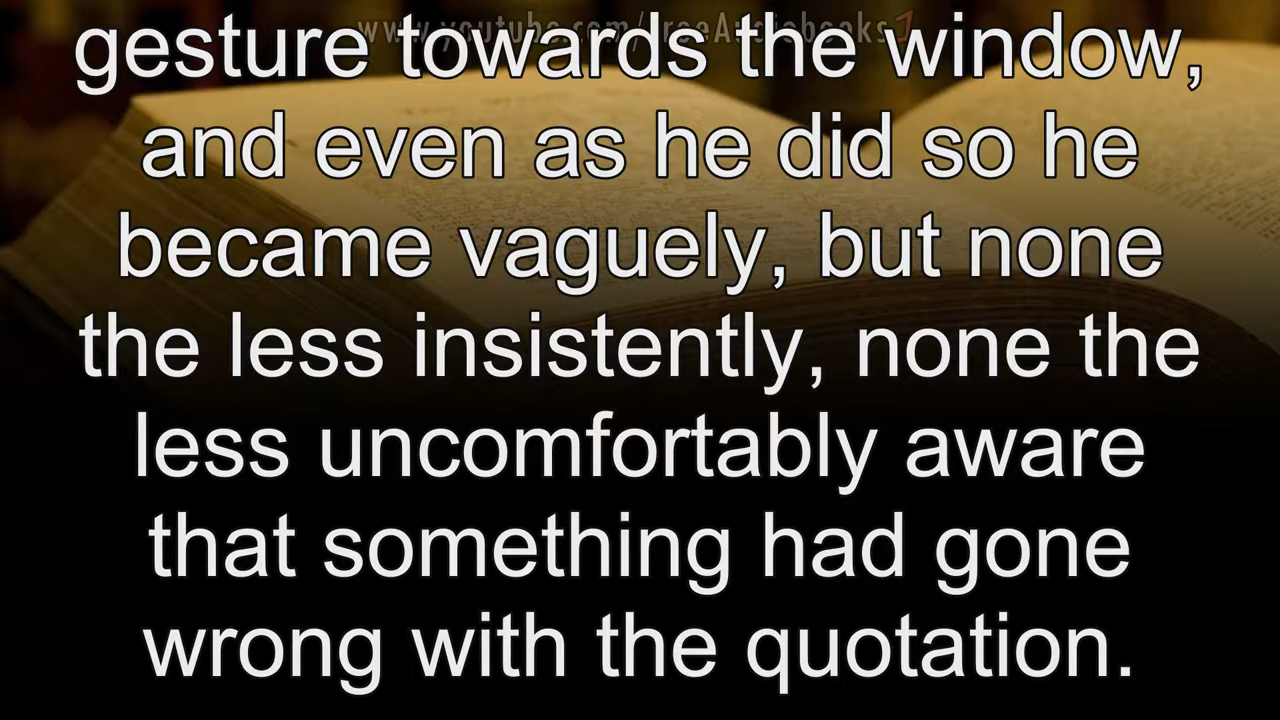 www.youtube.com/FreeAudiobooks1
gesture towards the window,
and even as he did so he
became vaguely, but none
the less insistently, none the
less uncomfortably aware
that something had gone
wrong with the quotation.